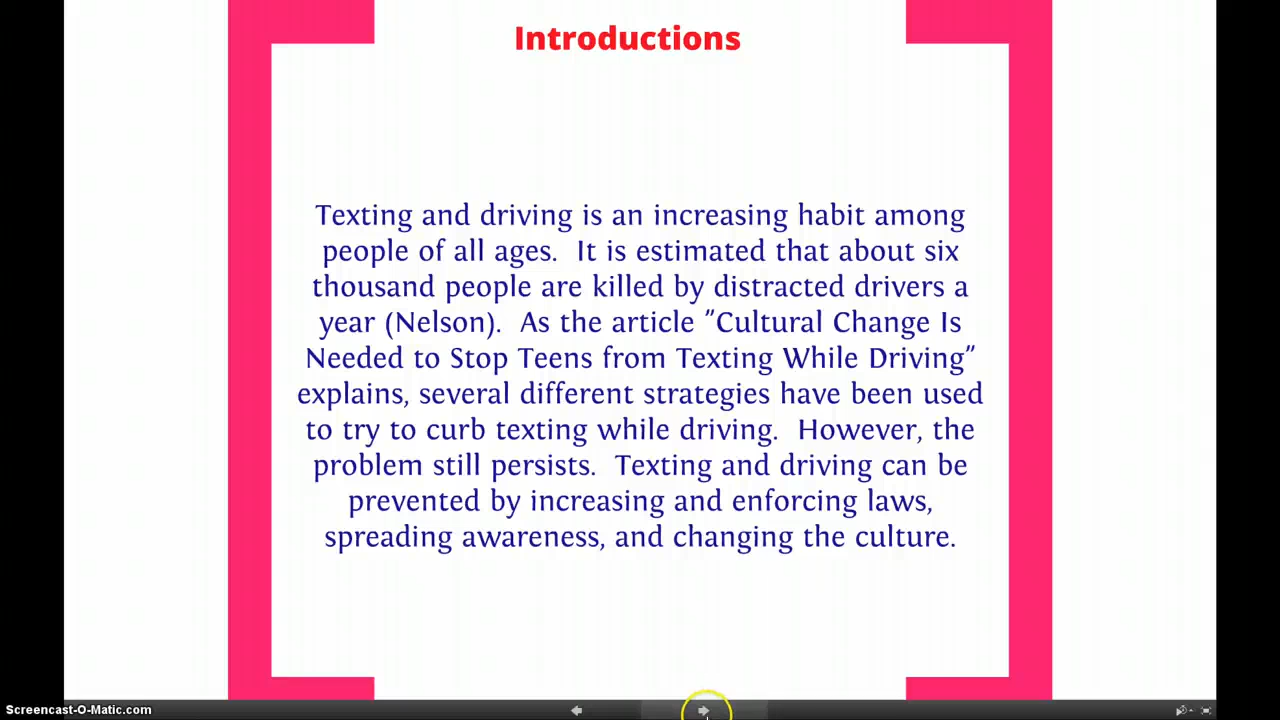 Introductions
Texting and driving is an increasing habit among
people of all ages.  It is estimated that about six
thousand people are killed by distracted drivers a
year (Nelson).  As the article "Cultural Change Is
Needed to Stop Teens from Texting While Driving"
explains, several different strategies have been used
to try to curb texting while driving.  However, the
problem still persists.  Texting and driving can be
prevented by increasing and enforcing laws,
spreading awareness, and changing the culture.
Screencast-O-Matic.com